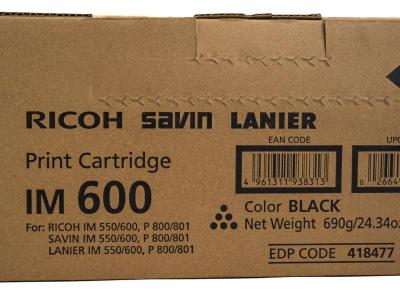 RICOH SAVIN LANIER
EAN CODE
UPC
Print Cartridge
4 961311 938313
IM 600
Color BLACK
For: RICOH IM 550/600, P 800/801
Net Weight 690g/24.34oz
SAVIN IM 550/600, P 800/801
LANIER IM 550/600, P 800/801
EDP CODE 418477